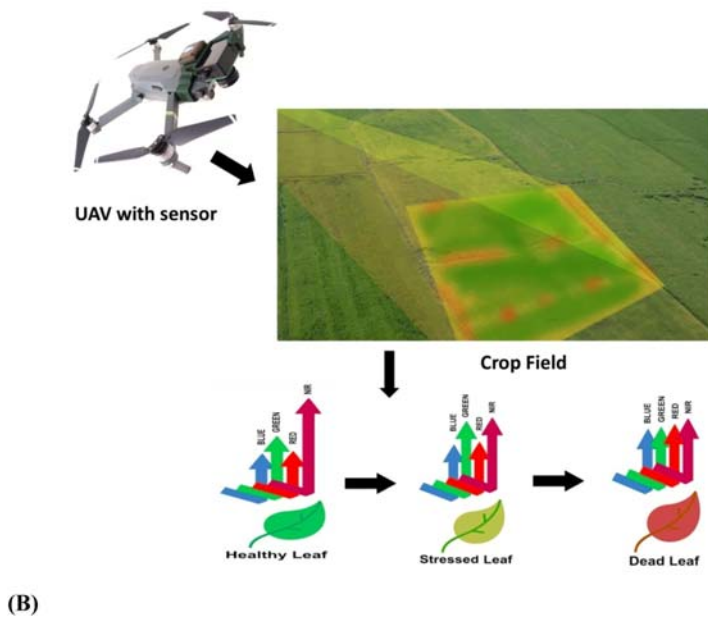 UAV with sensor
Crop Field
BLUE
GREEN
RED
NIR
BLUE
GREEN
RED
NIR
BLUE
GREEN
RED
NIR
Healthy Leaf
Stressed Leaf
Dead Leaf
(B)